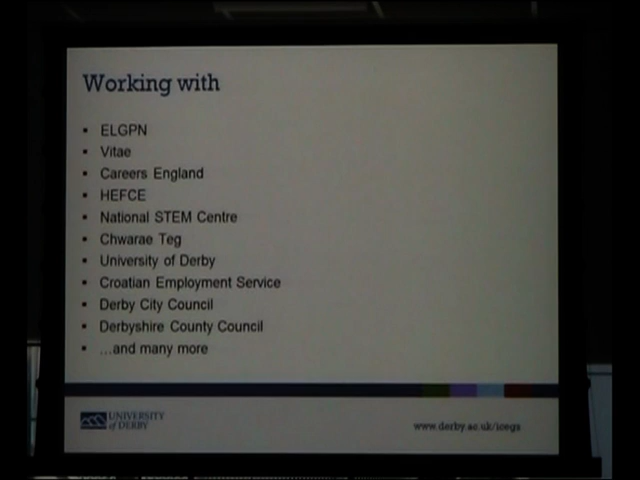 Working with
▪ ELGPN
▪ Vitae
▪ Careers England
▪ HEFCE
▪ National STEM Centre
▪ Chwarae Teg
▪ University of Derby
▪ Croatian Employment Service
▪ Derby City Council
▪ Derbyshire County Council
▪ ...and many more
UNIVERSITY
of DERBY
www.derby.ac.uk/icegs